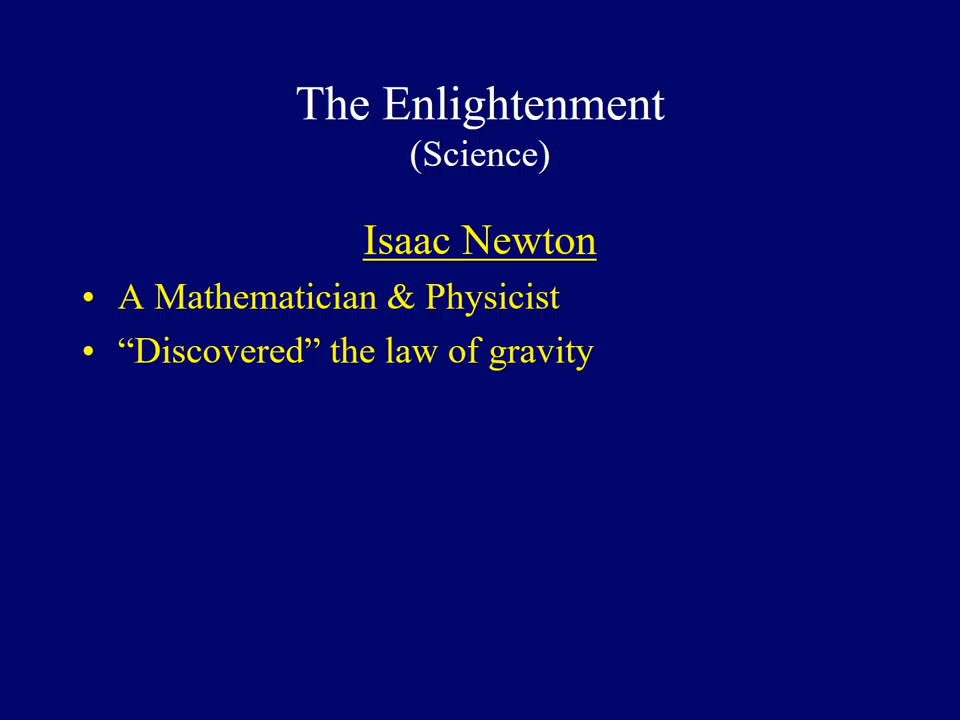 The Enlightenment
(Science)
Isaac Newton
• A Mathematician & Physicist
• “Discovered” the law of gravity